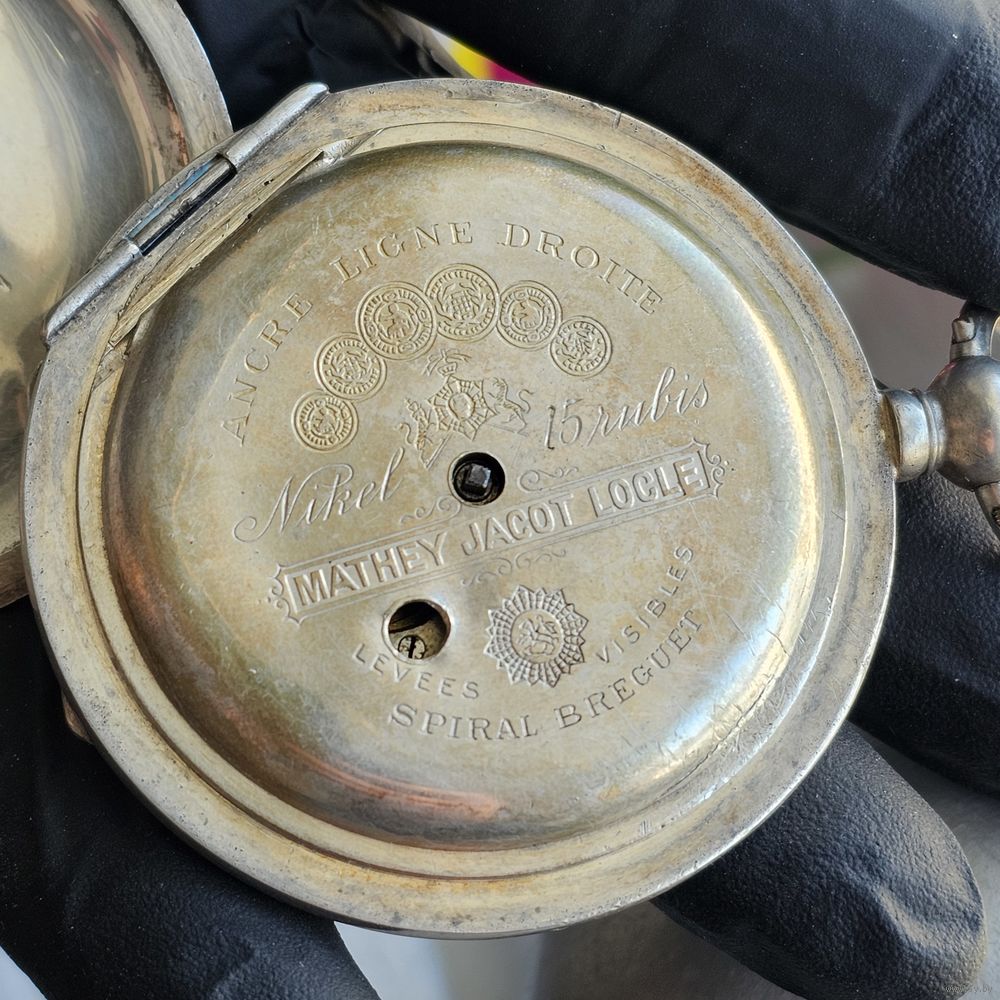 ANCRE LIGNE DROITE
Nikel 15 rubis
MATHEY JACOT LOCLE
LEVEES VISIBLES
SPIRAL BREGUET